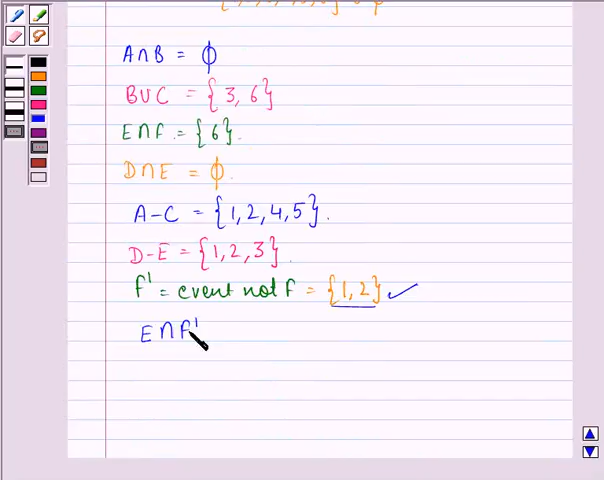 A∩B = ϕ
B∪C = {3, 6}
E∩F = {6}.
D∩E = ϕ.
A-C = {1,2,4,5}.
D-E = {1,2,3}.
f' = event not f = {1,2} ✓
E∩F'